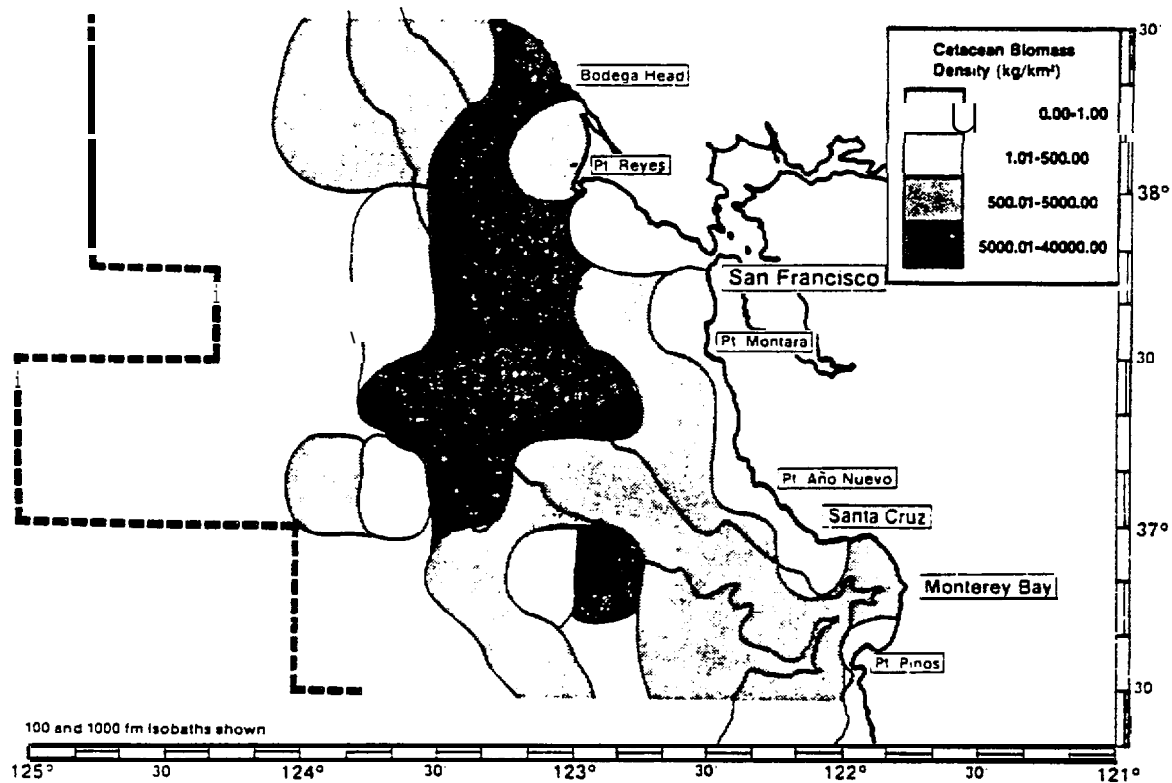 Cetacean Biomass
Density (kg/km²)
0.00-1.00
1.01-500.00
500.01-5000.00
5000.01-40000.00
Bodega Head
Pt. Reyes
San Francisco
Pt Montara
Pt Año Nuevo
Santa Cruz
Monterey Bay
Pt. Pinos
30'
38°
30
37°
30
100 and 1000 fm isobaths shown
125° 30 124° 30' 123° 30' 122° 30' 121°